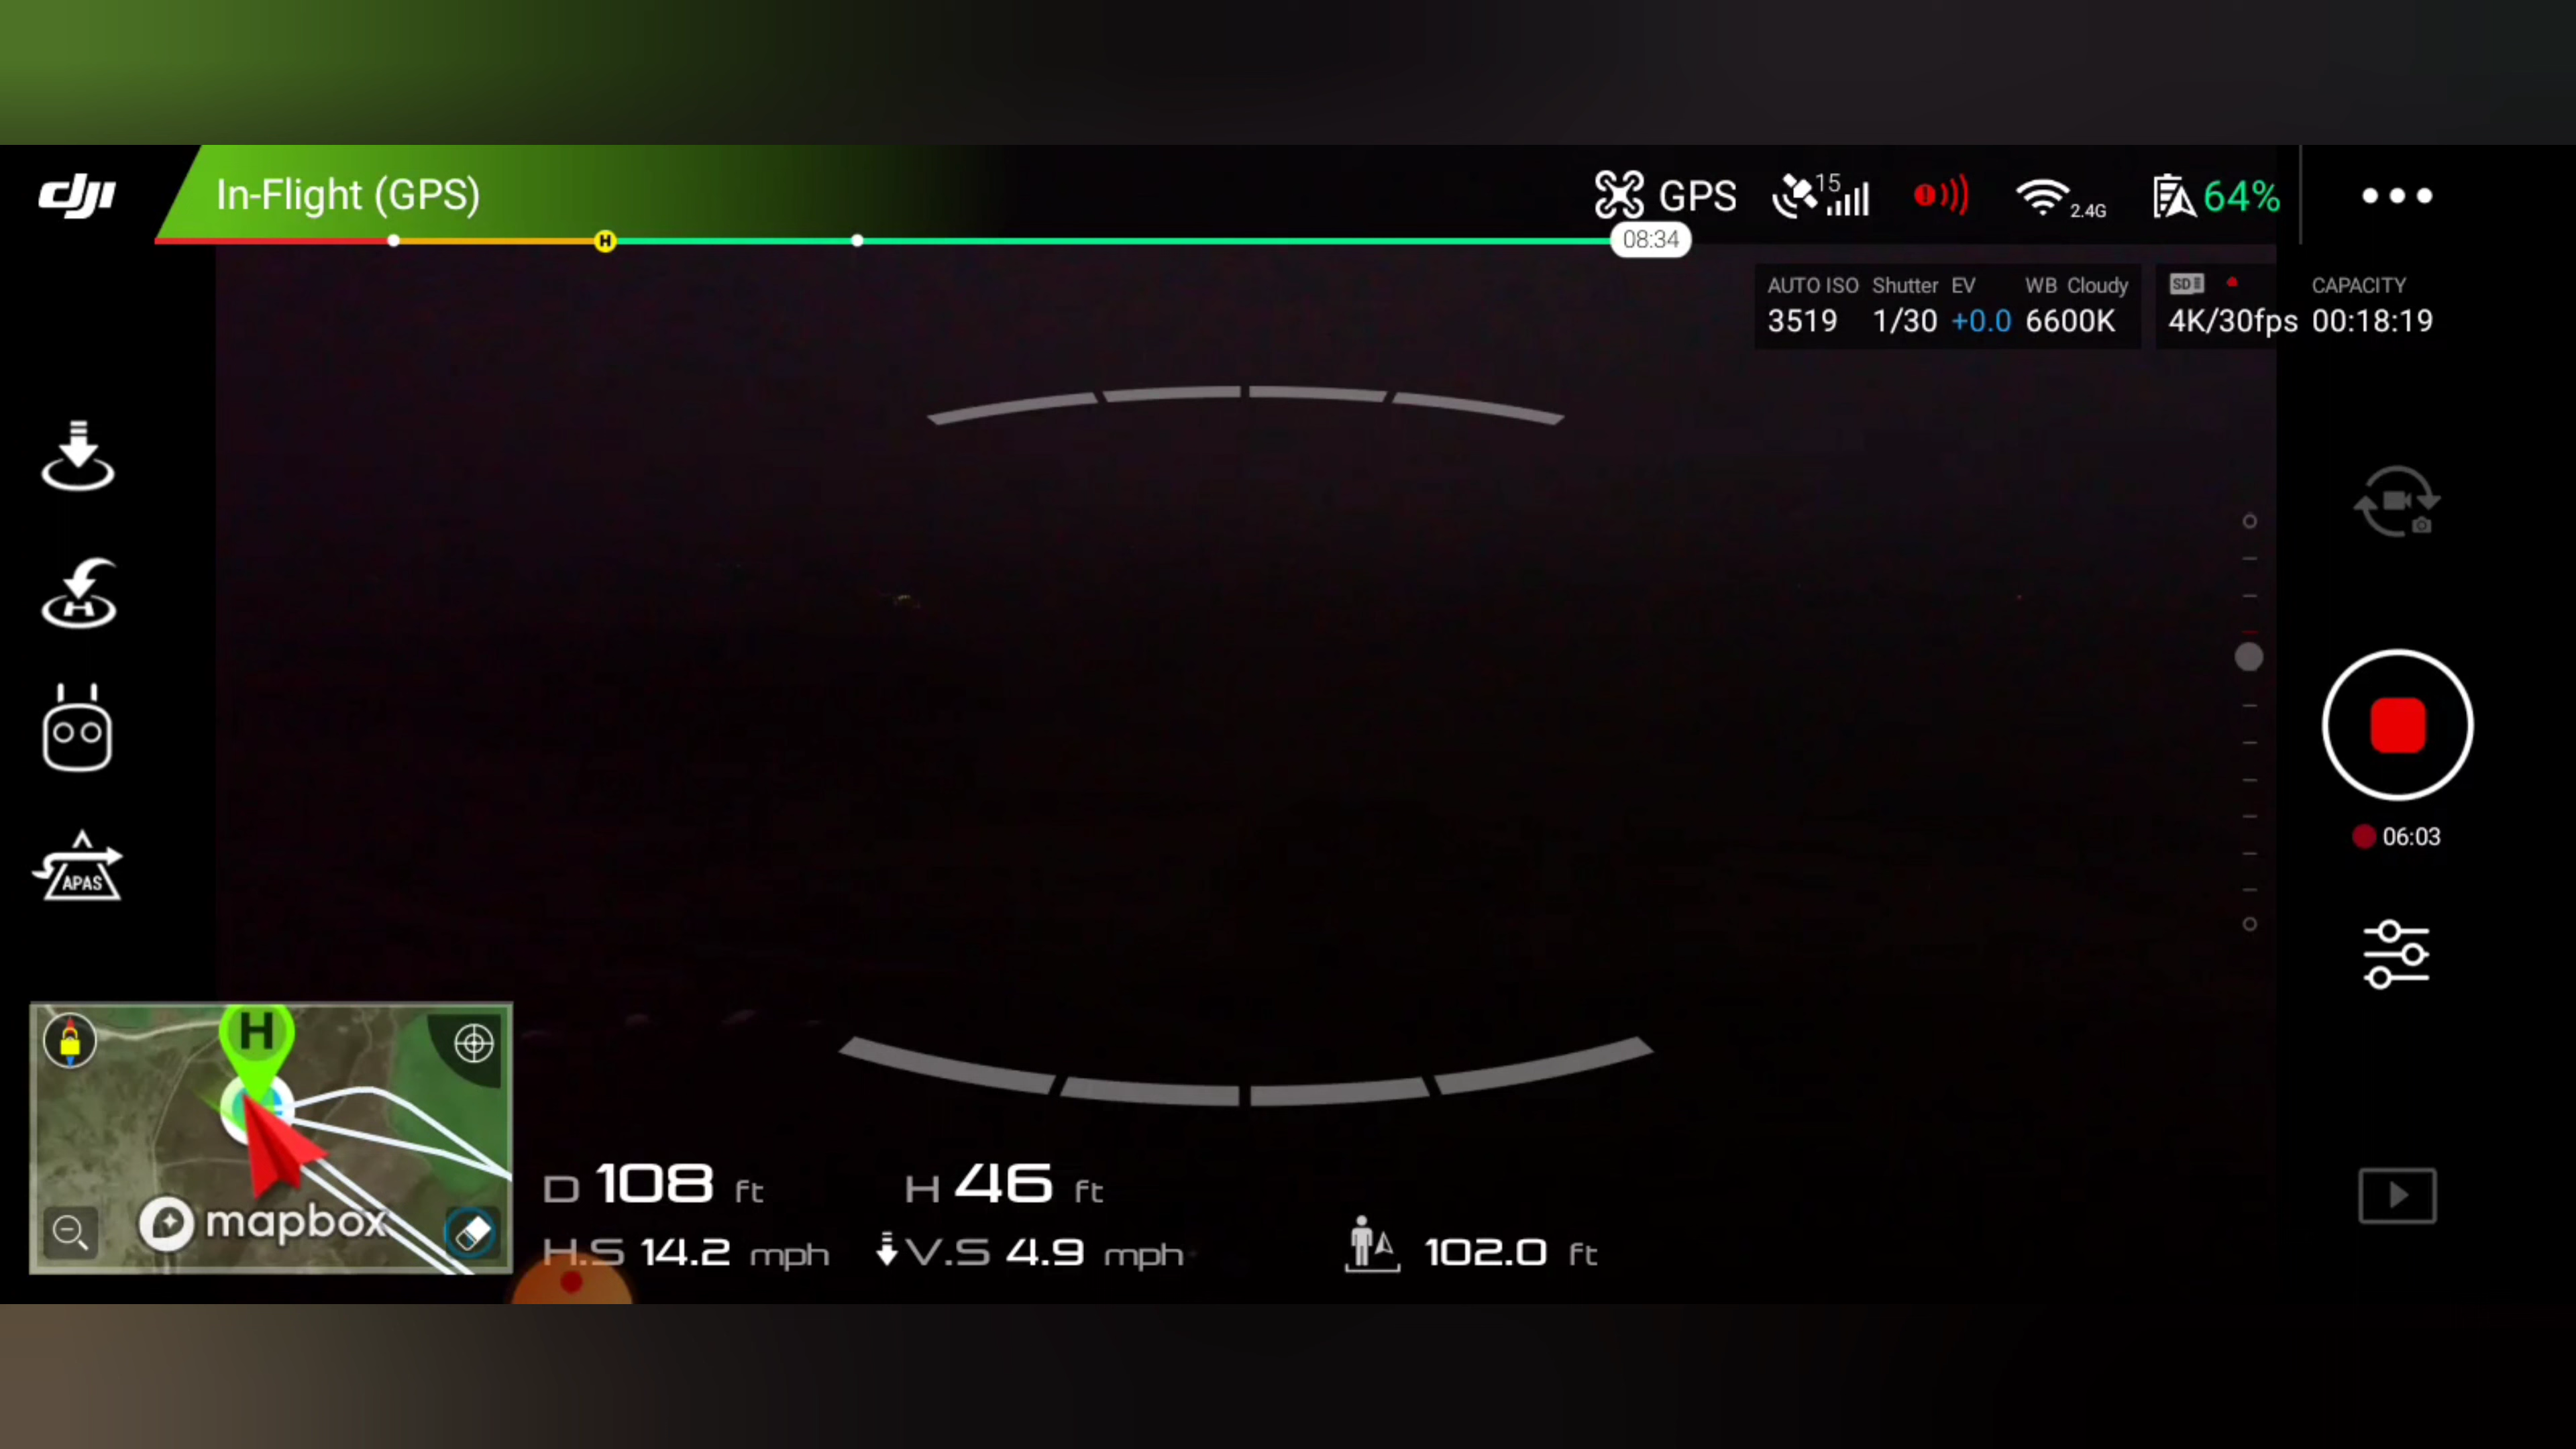 dji In-Flight (GPS) GPS 15 2.4G 64%
H 08:34
AUTO ISO Shutter EV WB Cloudy SD CAPACITY
3519 1/30 +0.0 6600K 4K/30fps 00:18:19
H
06:03
APAS
H
mapbox
D 108 ft H 46 ft
H.S 14.2 mph V.S 4.9 mph 102.0 ft